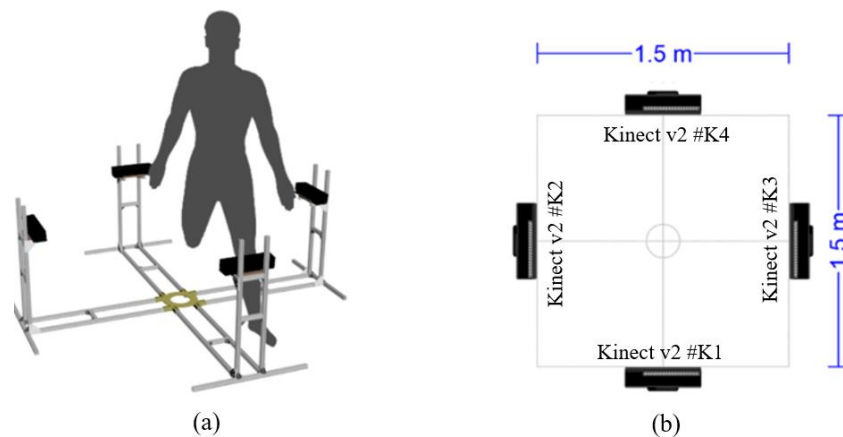 1.5 m
Kinect v2 #K4
Kinect v2 #K2
Kinect v2 #K3
1.5 m
Kinect v2 #K1
(a)
(b)